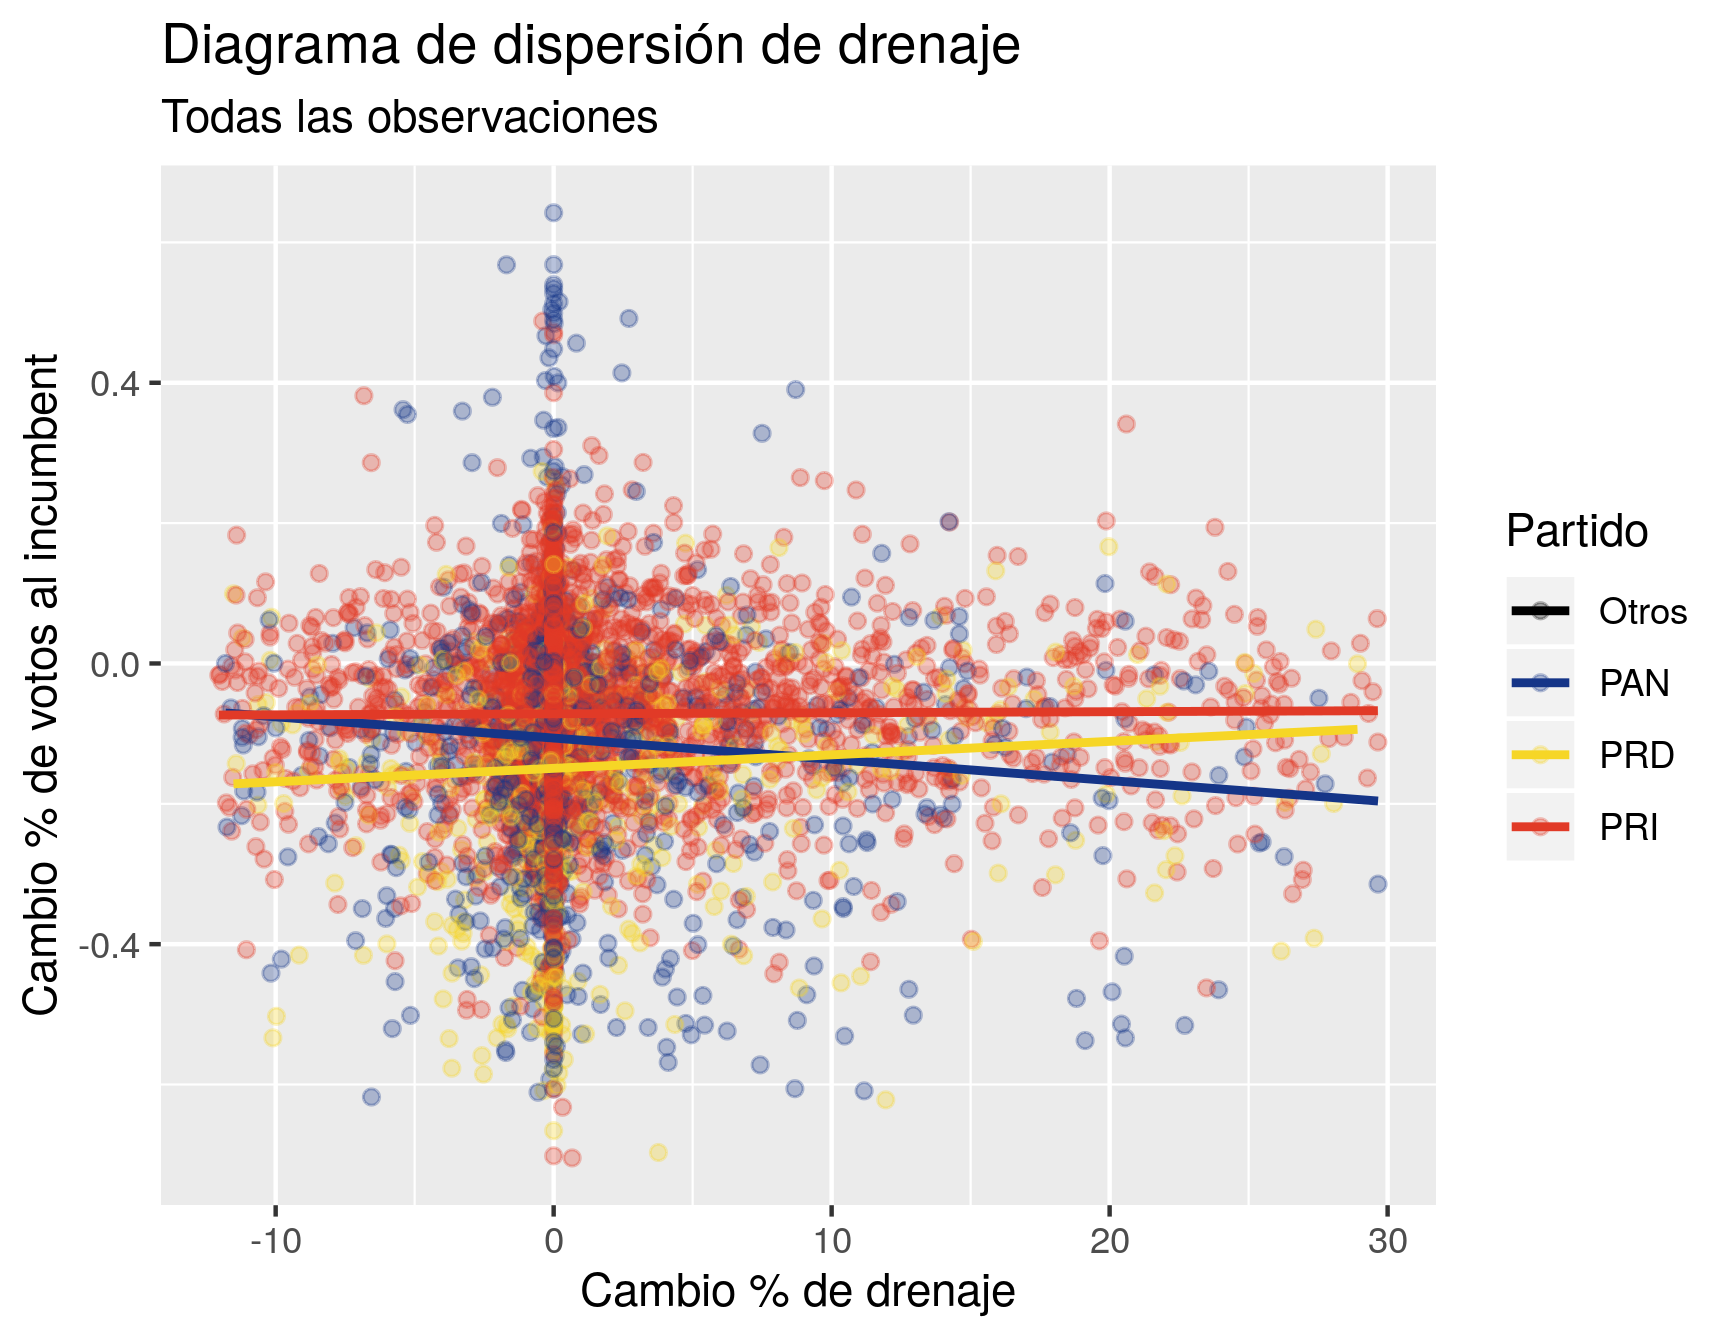 Diagrama de dispersión de drenaje
Todas las observaciones
Cambio % de votos al incumbent
0.4
0.0
-0.4
-10
0
10
20
30
Cambio % de drenaje
Partido
Otros
PAN
PRD
PRI